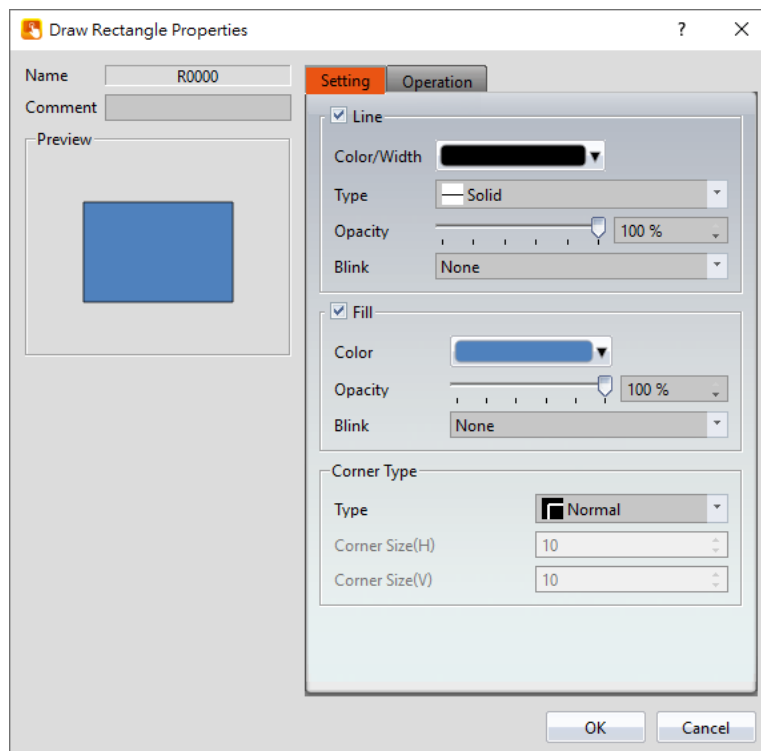 Draw Rectangle Properties
?
Name R0000
Comment
Preview
Setting Operation
Line
Color/Width
Type Solid
Opacity 100 %
Blink None
Fill
Color
Opacity 100 %
Blink None
Corner Type
Type Normal
Corner Size(H) 10
Corner Size(V) 10
OK Cancel